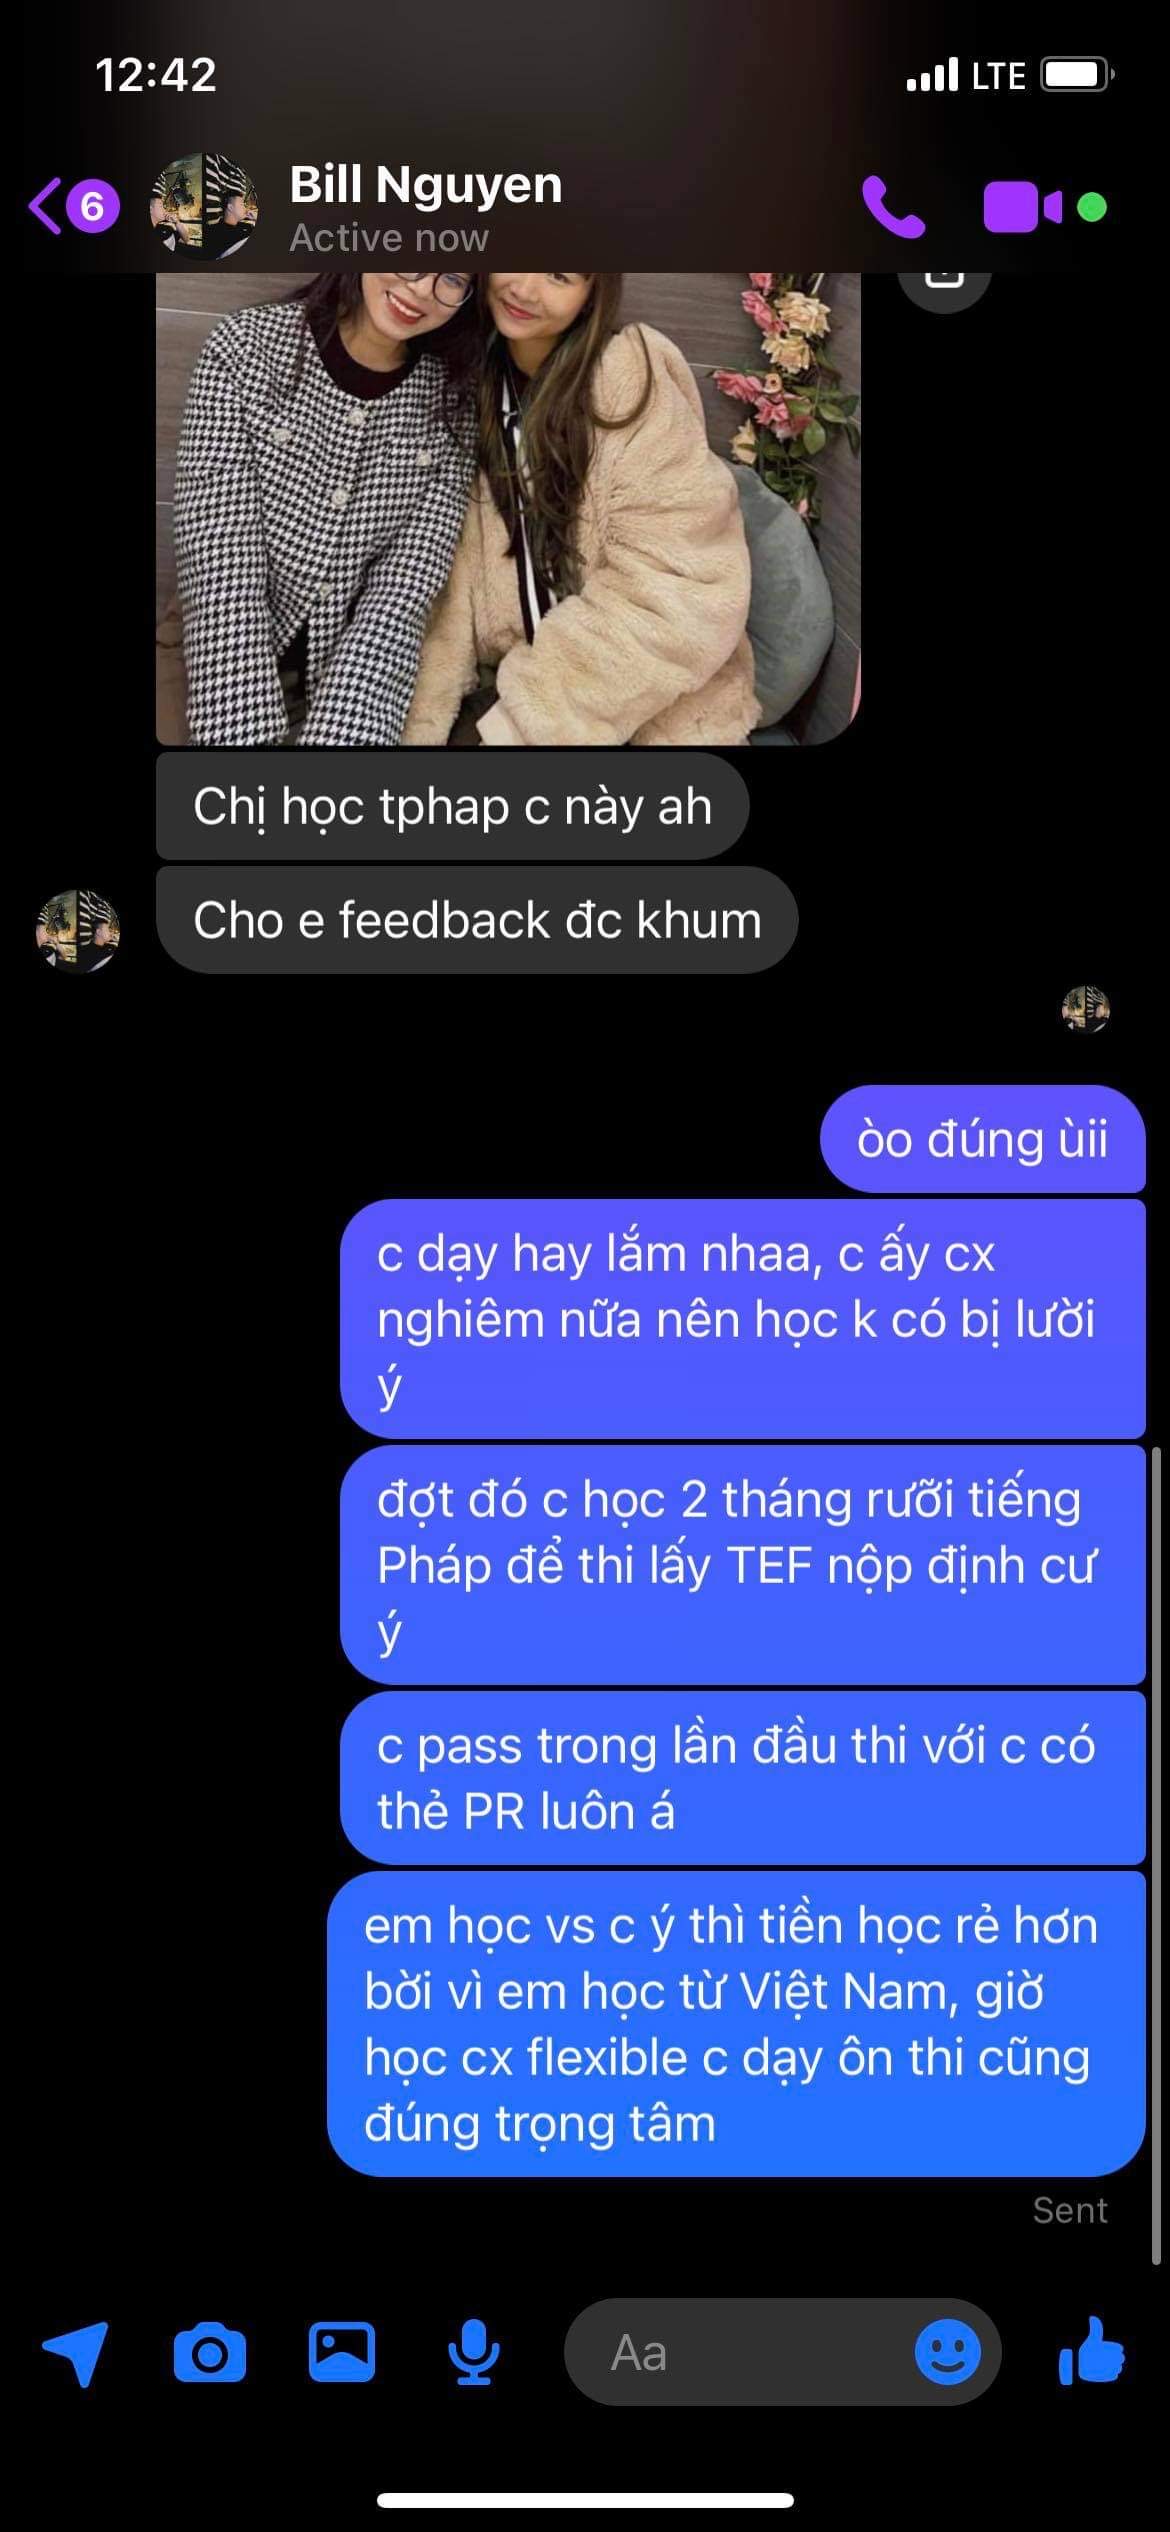 12:42
LTE
6
Bill Nguyen
Active now
Chị học tphap c này ah
Cho e feedback đc khum
òo đúng ùii
c dạy hay lắm nhaa, c ấy cx
nghiêm nữa nên học k có bị lười
ý
đợt đó c học 2 tháng rưỡi tiếng
Pháp để thi lấy TEF nộp định cư
ý
c pass trong lần đầu thi với c có
thẻ PR luôn á
em học vs c ý thì tiền học rẻ hơn
bời vì em học từ Việt Nam, giờ
học cx flexible c dạy ôn thi cũng
đúng trọng tâm
Sent
Aa